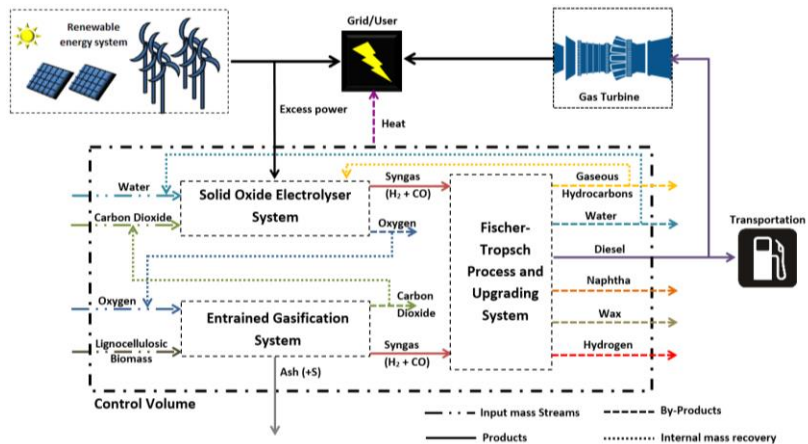 Renewable
energy system
Grid/User
Gas Turbine
Excess power
Heat
Water
Carbon Dioxide
Solid Oxide Electrolyser
System
Syngas
(H₂ + CO)
Oxygen
Gaseous
Hydrocarbons
Water
Fischer-
Tropsch
Process and
Upgrading
System
Diesel
Transportation
Oxygen
Lignocellulosic
Biomass
Entrained Gasification
System
Carbon
Dioxide
Syngas
(H₂ + CO)
Naphtha
Wax
Hydrogen
Ash (+S)
Control Volume
Input mass Streams
By-Products
Products
Internal mass recovery